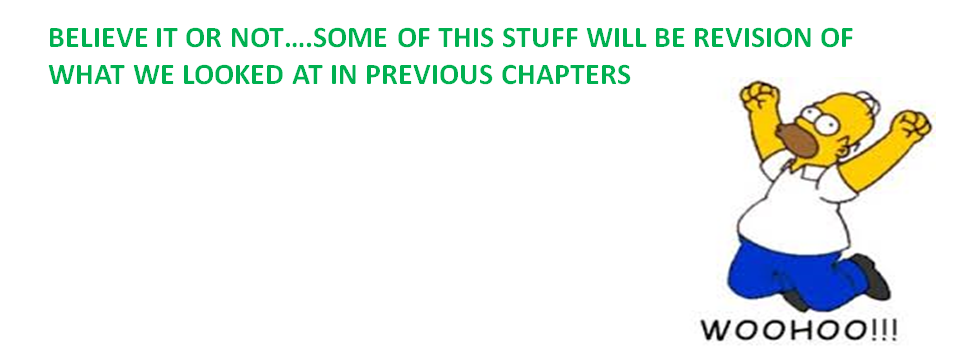 BELIEVE IT OR NOT....SOME OF THIS STUFF WILL BE REVISION OF
WHAT WE LOOKED AT IN PREVIOUS CHAPTERS
WOOHOO!!!